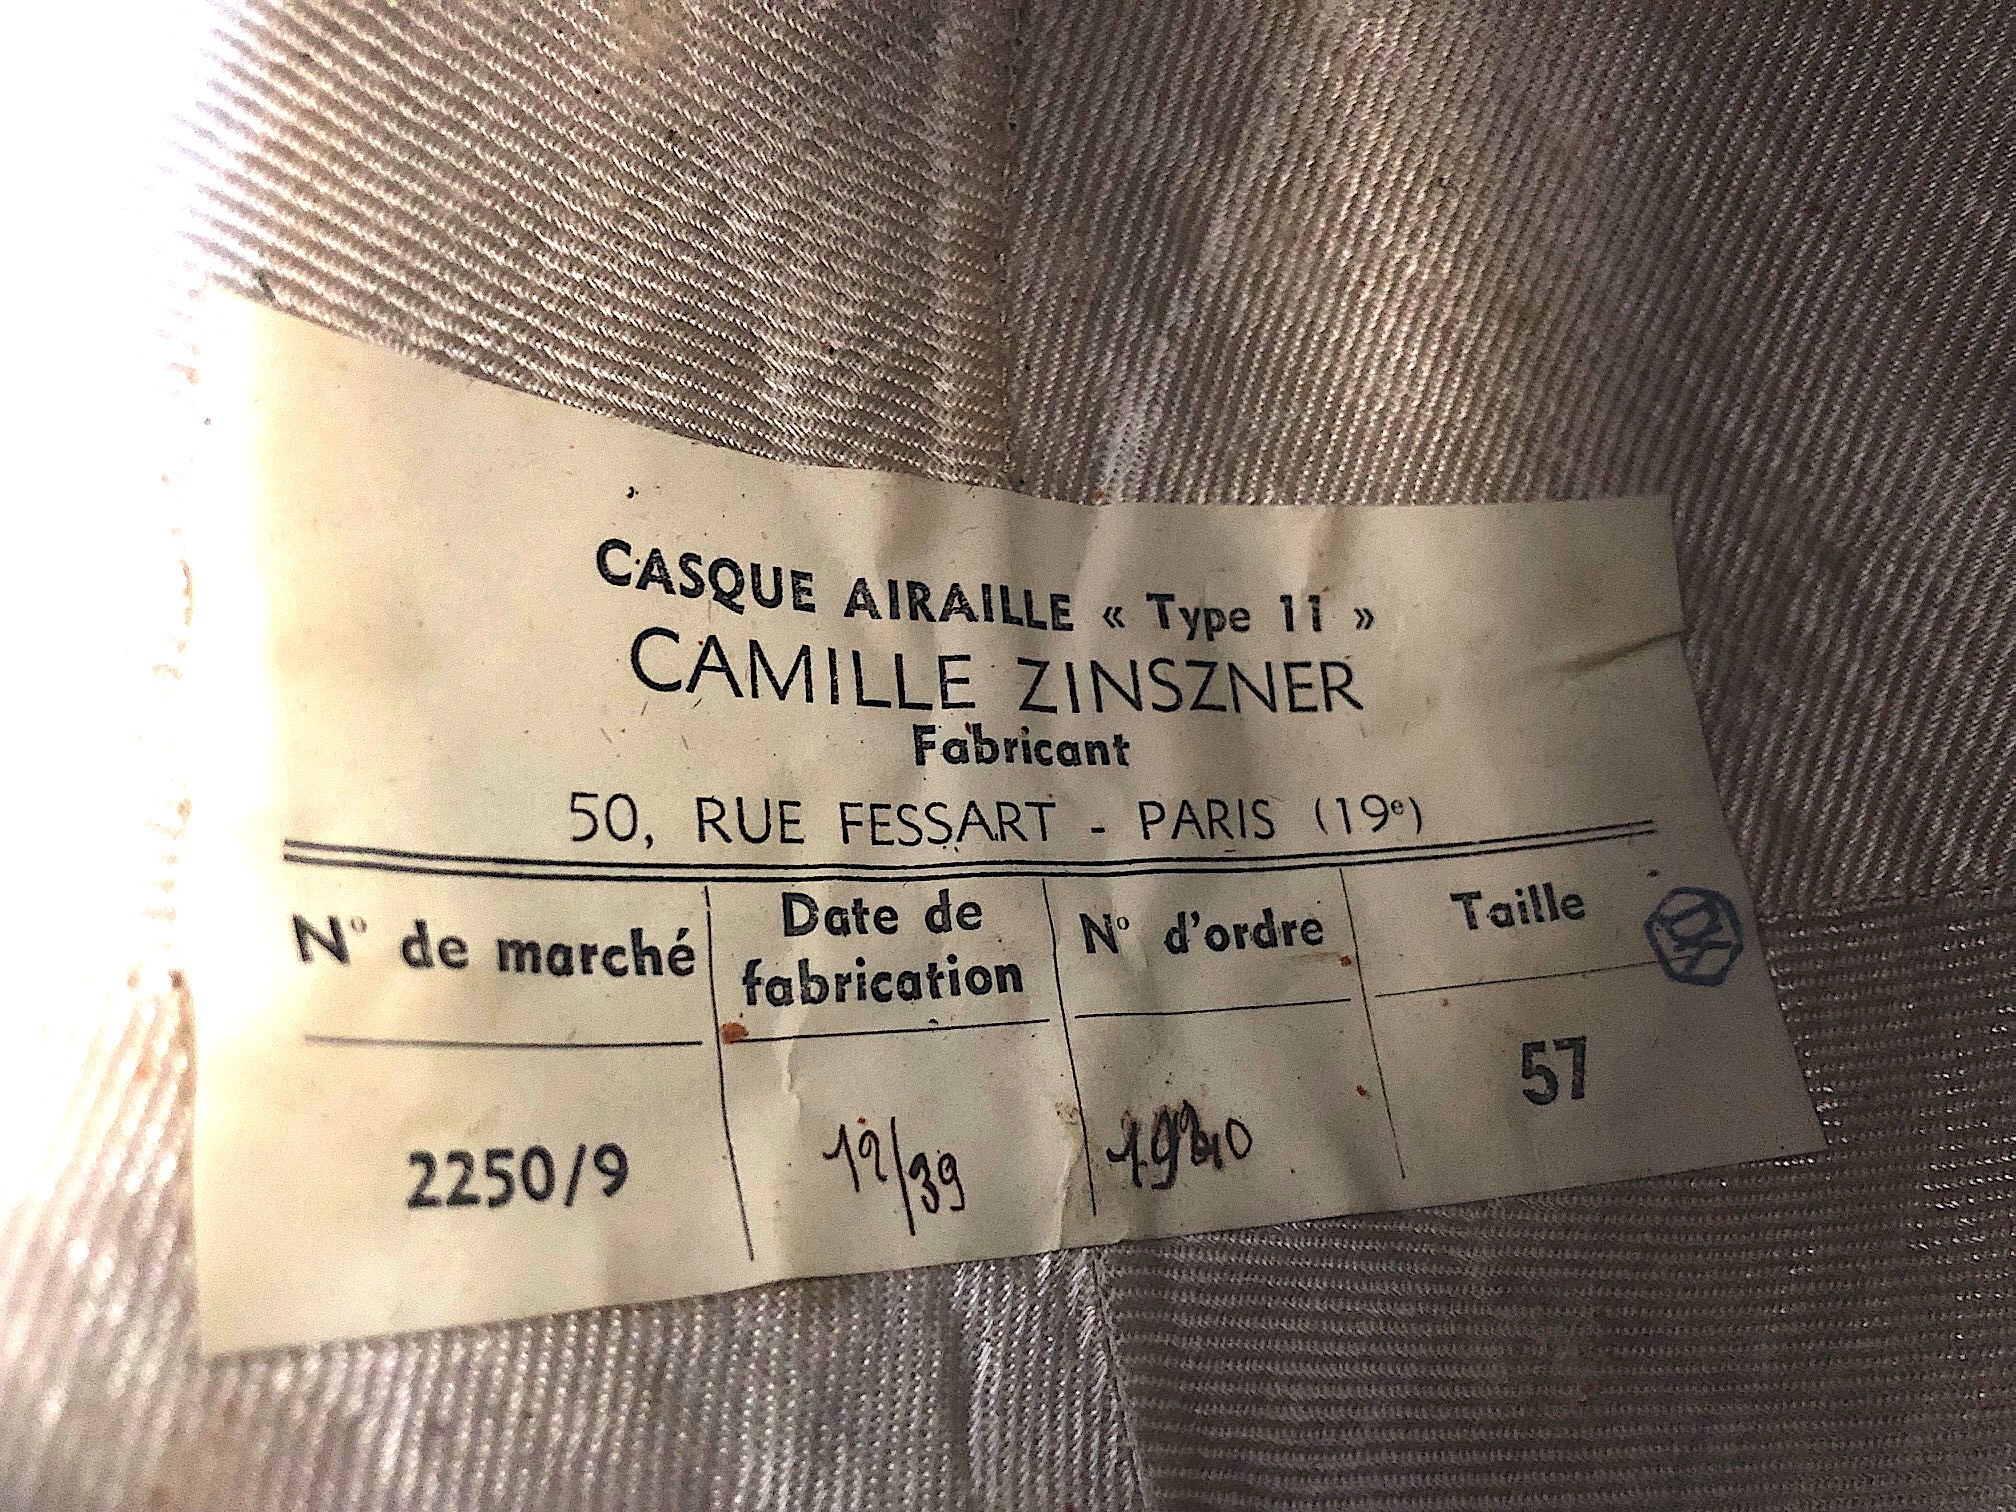 CASQUE AIRAILLE « Type 11 »
CAMILLE ZINSZNER
Fabricant
50, RUE FESSART - PARIS (19e)
N° de marché
Date de
fabrication
N° d'ordre
Taille
2250/9
12/39
57